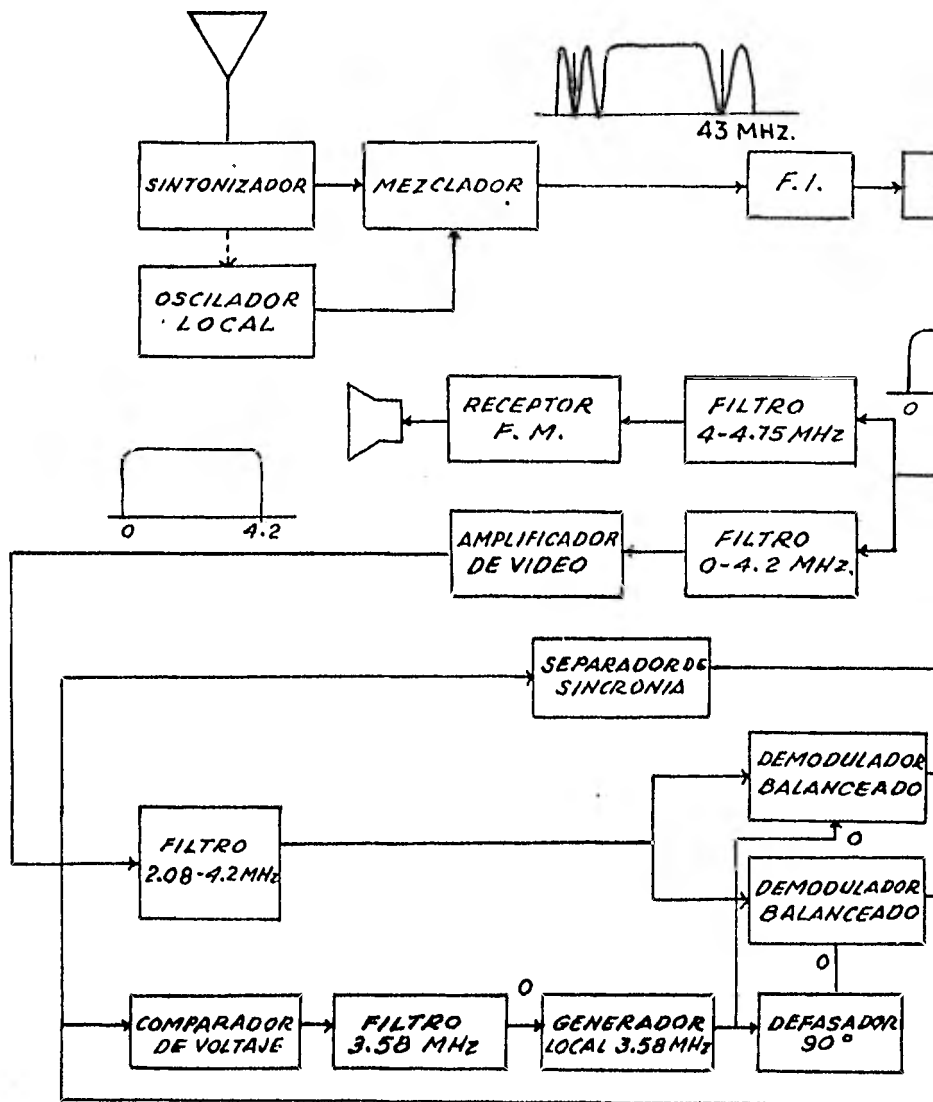 43 MHZ.
SINTONIZADOR
MEZCLADOR
F. I.
OSCILADOR
LOCAL
0
RECEPTOR
F. M.
FILTRO
4-4.75 MHz
0
4.2
AMPLIFICADOR
DE VIDEO
FILTRO
0-4.2 MHz.
SEPARADOR DE
SINCRONIA
DEMODULADOR
BALANCEADO
0
FILTRO
2.08-4.2 MHz
DEMODULADOR
BALANCEADO
0
0
COMPARADOR
DE VOLTAJE
FILTRO
3.58 MHz
GENERADOR
LOCAL 3.58 MHz
DEFASADOR
90°